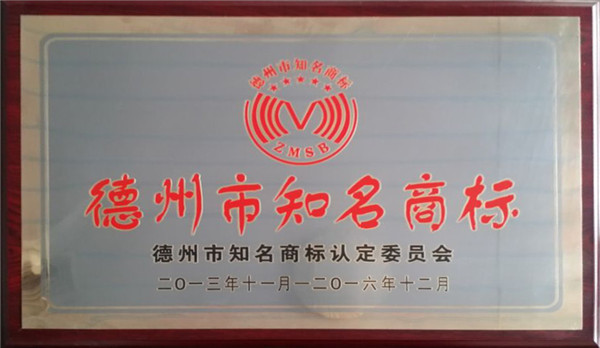 德州市知名商标
ZMSB
德州市知名商标
德州市知名商标认定委员会
二〇一三年十一月—二〇一六年十二月